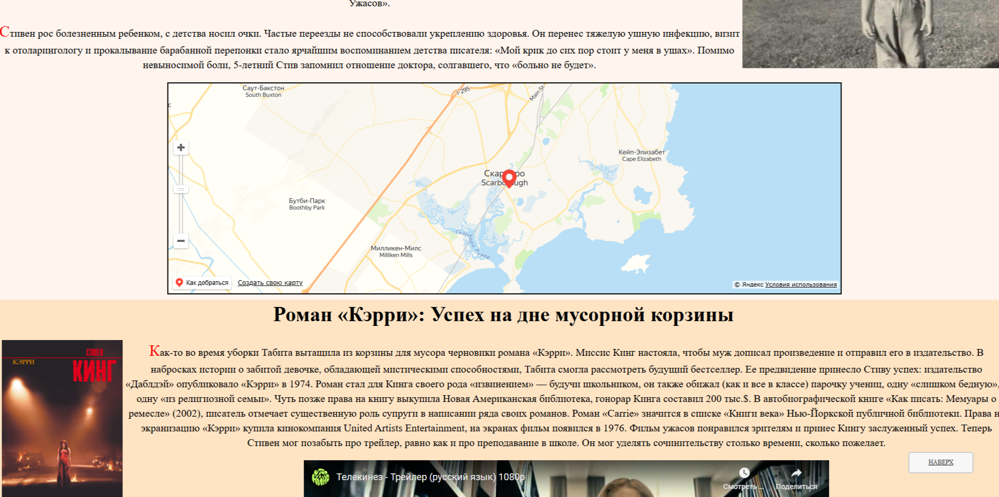 Ужасов».
Стивен рос болезненным ребенком, с детства носил очки. Частые переезды не способствовали укреплению здоровья. Он перенес тяжелую ушную инфекцию, визит
к отоларингологу и прокалывание барабанной перепонки стало ярчайшим воспоминанием детства писателя: «Мой крик до сих пор стоит у меня в ушах». Помимо
невыносимой боли, 5-летний Стив запомнил отношение доктора, солгавшего, что «больно не будет».
Саут-Бакстон
South Buxton
I-295
Main St
с
Кейп-Элизабет
Cape Elizabeth
Бутби-Парк
Boothby Park
Скарборо-Ривер
Милликен-Милс
Milliken Mills
Как добраться
Создать свою карту
© Яндекс Условия использования
Роман «Кэрри»: Успех на дне мусорной корзины
СТИВЕН
КИНГ
КЭРРИ
Как-то во время уборки Табита вытащила из корзины для мусора черновики романа «Кэрри». Миссис Кинг настояла, чтобы муж дописал произведение и отправил его в издательство. В
набросках истории о забитой девочке, обладающей мистическими способностями, Табита смогла рассмотреть будущий бестселлер. Ее предвидение принесло Стиву успех: издательство
«Даблдэй» опубликовало «Кэрри» в 1974. Роман стал для Кинга своего рода «извинением» — будучи школьником, он также обижал (как и все в классе) парочку учениц, одну «слишком бедную»,
одну «из религиозной семьи». Чуть позже права на книгу выкупила Новая Американская библиотека, гонорар Кинга составил 200 тыс.$. В автобиографической книге «Как писать: Мемуары о
ремесле» (2002), писатель отмечает существенную роль супруги в написании ряда своих романов. Роман «Carrie» значится в списке «Книги века» Нью-Йоркской публичной библиотеки. Права н
экранизацию «Кэрри» купила кинокомпания United Artists Entertainment, на экранах фильм появился в 1976. Фильм ужасов понравился зрителям и принес Кингу заслуженный успех. Теперь
Стивен мог позабыть про трейлер, равно как и про преподавание в школе. Он мог уделять сочинительству столько времени, сколько пожелает.
НАВЕРХ
Телекинез - Трейлер (русский язык) 1080p
Смотреть ...
Поделиться